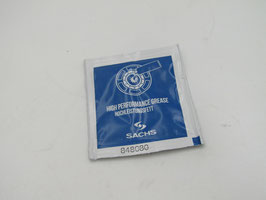 HIGH PERFORMANCE GREASE
HOCHLEISTUNGSFETT
SACHS
848080